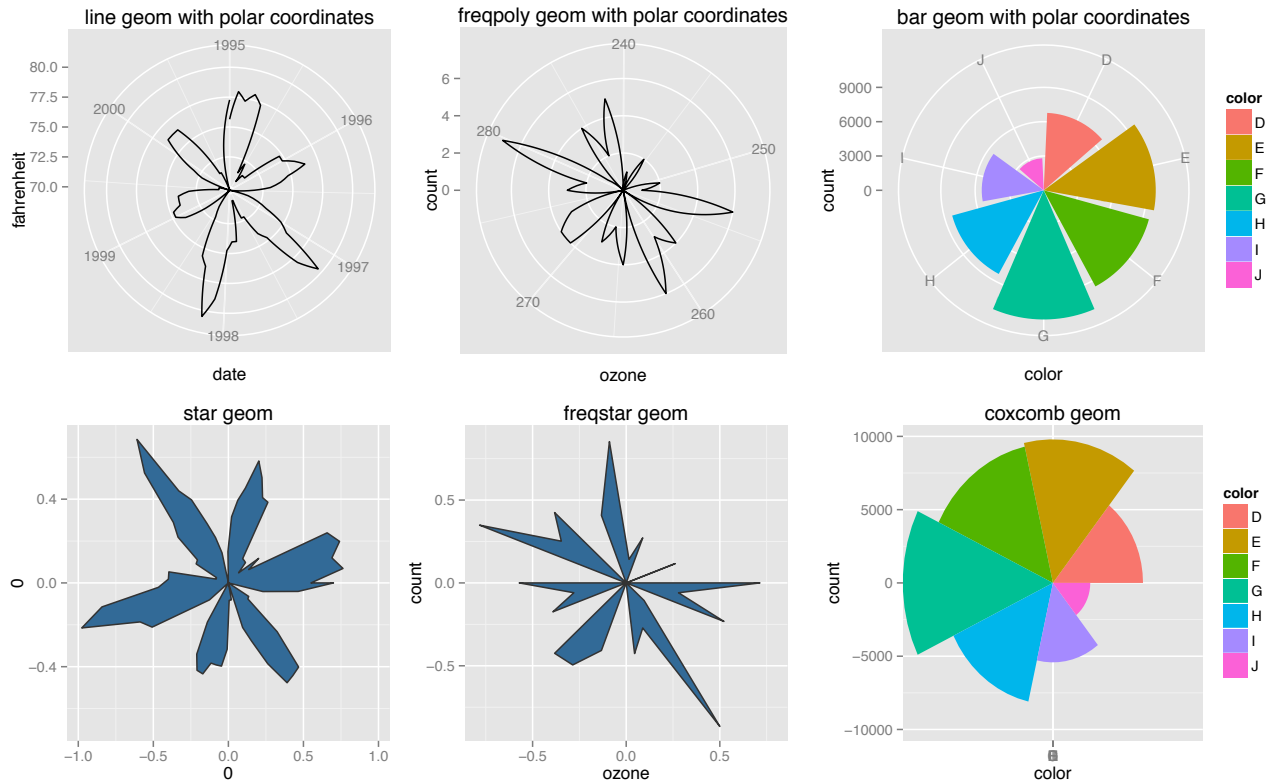 line geom with polar coordinates
fahrenheit
80.0
77.5
75.0
72.5
70.0
1995
1996
1997
1998
1999
2000
date
freqpoly geom with polar coordinates
count
6
4
2
0
240
250
260
270
280
ozone
bar geom with polar coordinates
9000
6000
3000
0
D
E
F
G
H
I
J
color
color
D
E
F
G
H
I
J
star geom
0
0.4
0.0
−0.4
−1.0
−0.5
0.0
0.5
1.0
0
freqstar geom
count
0.5
0.0
−0.5
−0.5
0.0
0.5
ozone
coxcomb geom
count
10000
5000
0
−5000
−10000
color
color
D
E
F
G
H
I
J